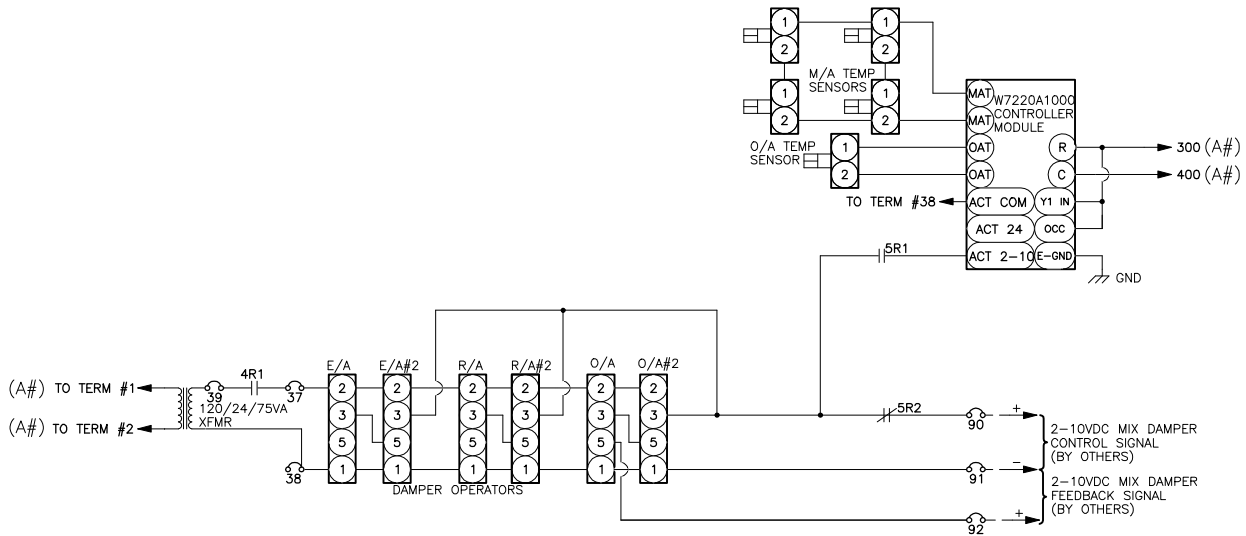 1
1
2
2
M/A TEMP
SENSORS
1
1
2
2
MAT
W7220A1000
CONTROLLER
MODULE
MAT
O/A TEMP
SENSOR
1
2
OAT
R
300 (A#)
OAT
C
400 (A#)
TO TERM #38
ACT COM
Y1 IN
ACT 24
OCC
5R1
ACT 2-10
E-GND
GND
E/A
E/A#2
R/A
R/A#2
O/A
O/A#2
(A#) TO TERM #1
39
4R1
37
2
2
2
2
2
2
120/24/75VA
XFMR
3
3
3
3
3
3
5R2
90
+
(A#) TO TERM #2
5
5
5
5
5
5
2-10VDC MIX DAMPER
CONTROL SIGNAL
(BY OTHERS)
38
1
1
1
1
1
1
91
−
DAMPER OPERATORS
2-10VDC MIX DAMPER
FEEDBACK SIGNAL
(BY OTHERS)
92
+